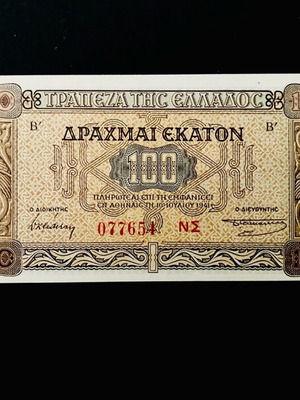 ΤΡΑΠΕΖΑ ΤΗΣ ΕΛΛΑΔΟΣ
Β' ΔΡΑΧΜΑΙ ΕΚΑΤΟΝ Β'
100
ΠΛΗΡΩΤΕΑΙ ΕΠΙ ΤΗ ΕΜΦΑΝΙΣΕΙ
ΕΝ ΑΘΗΝΑΙΣ ΤΗ 10 ΙΟΥΛΙΟΥ 1941
Ο ΔΙΟΙΚΗΤΗΣ Ο ΔΙΕΥΘΥΝΤΗΣ
077654 ΝΣ